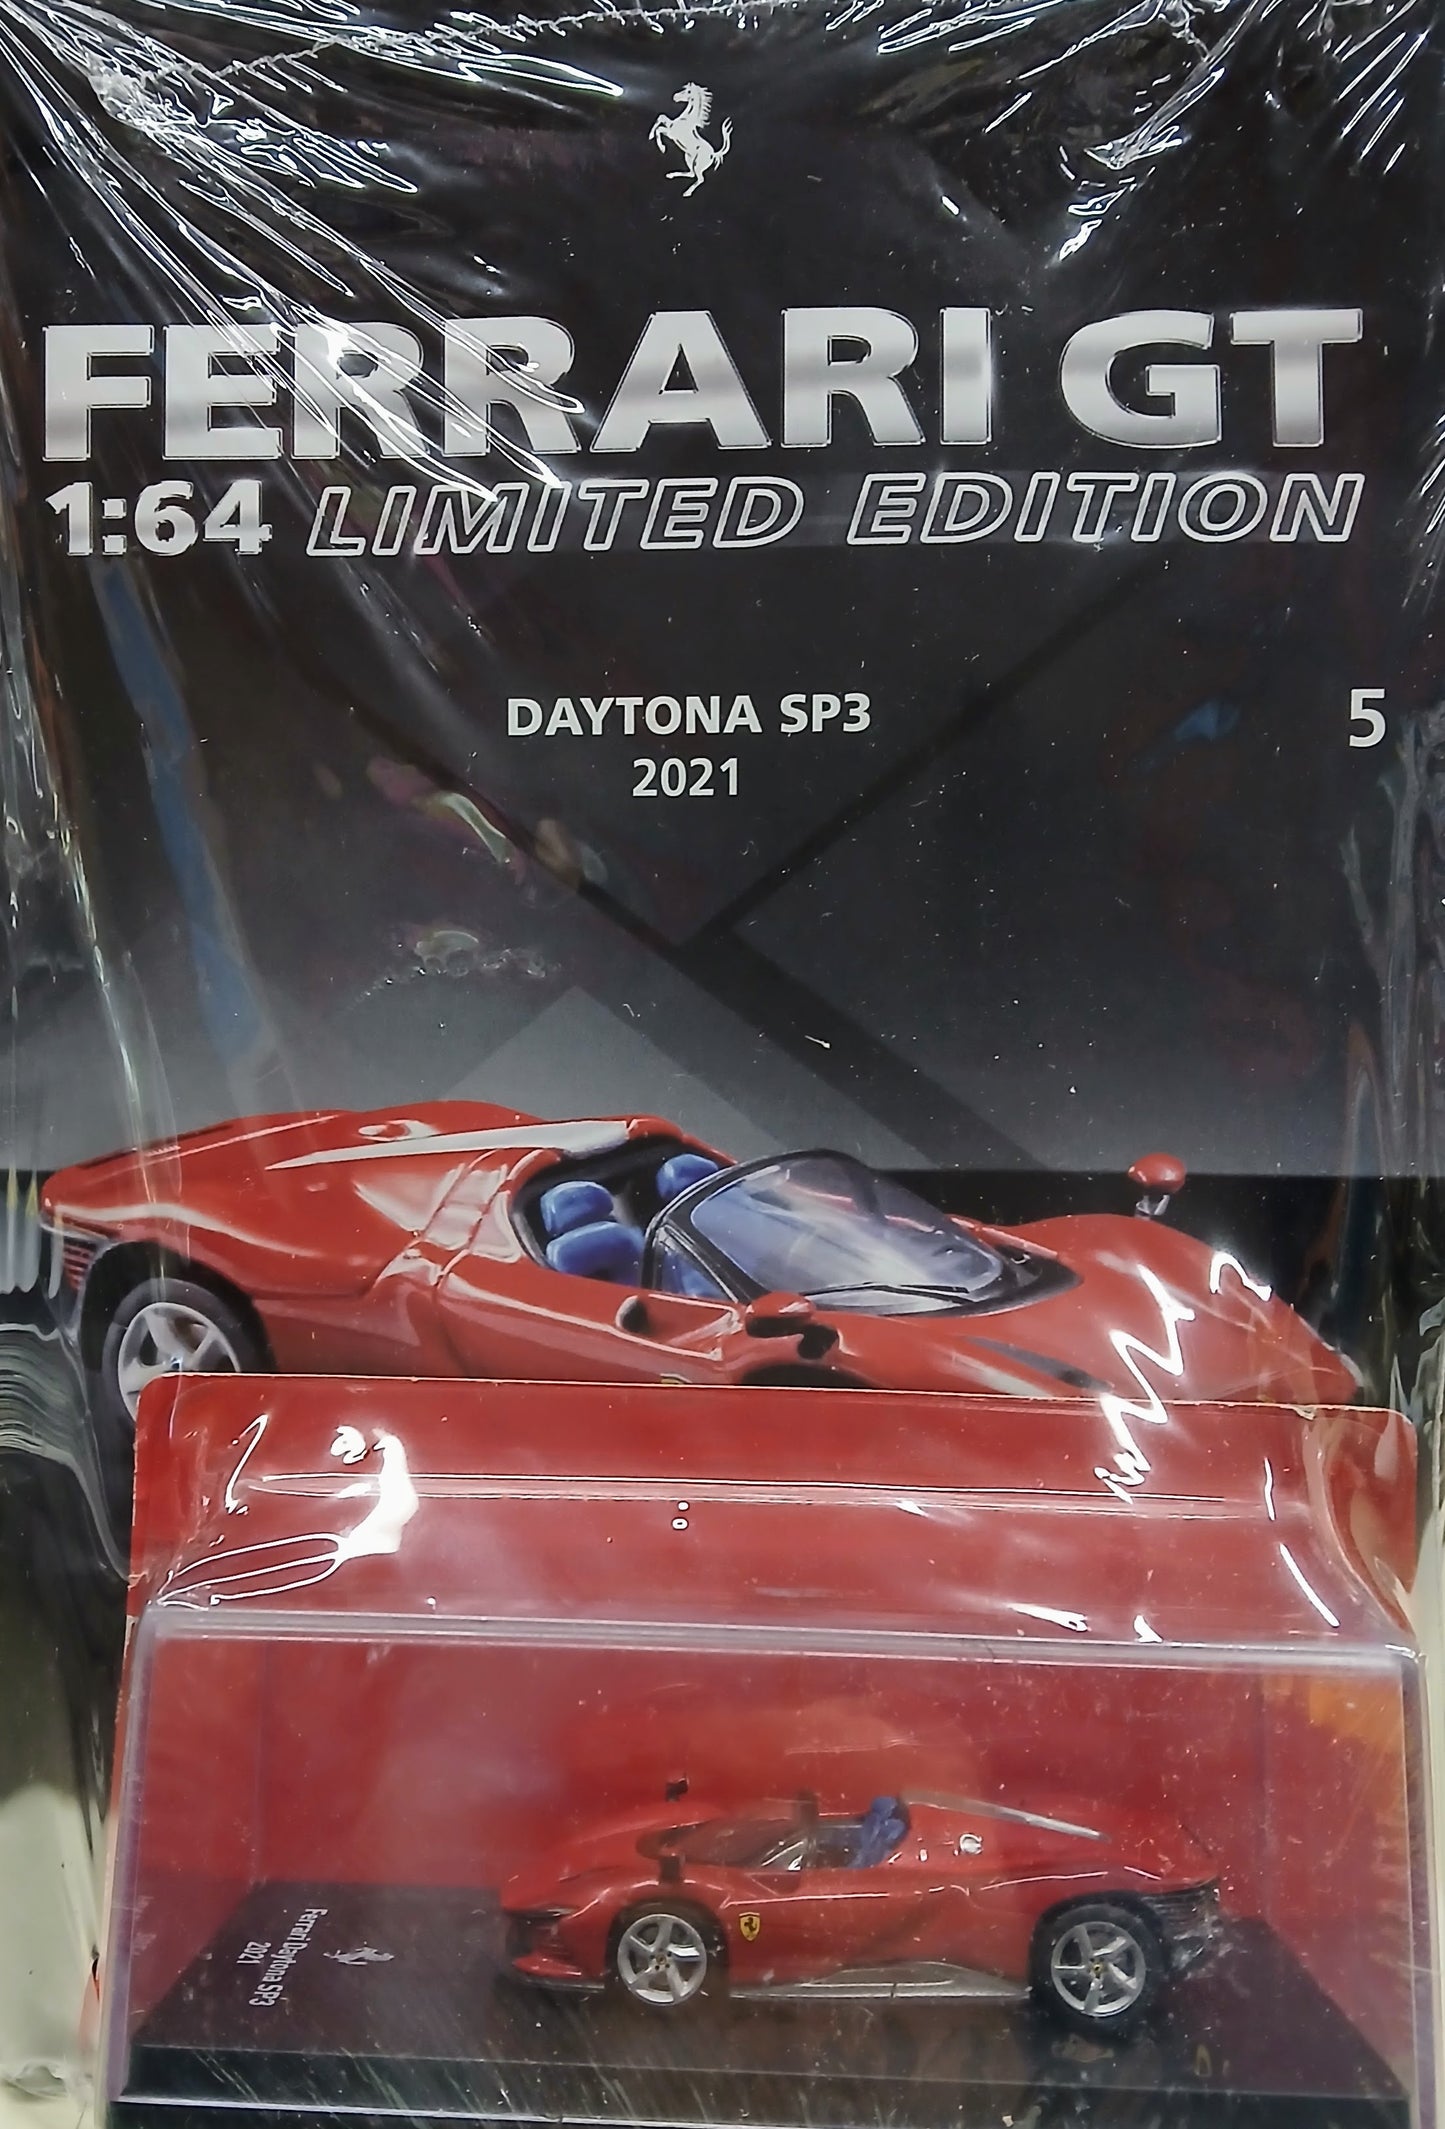 FERRARI GT
1:64 LIMITED EDITION
DAYTONA SP3
2021
5
Ferrari Daytona SP3
2021